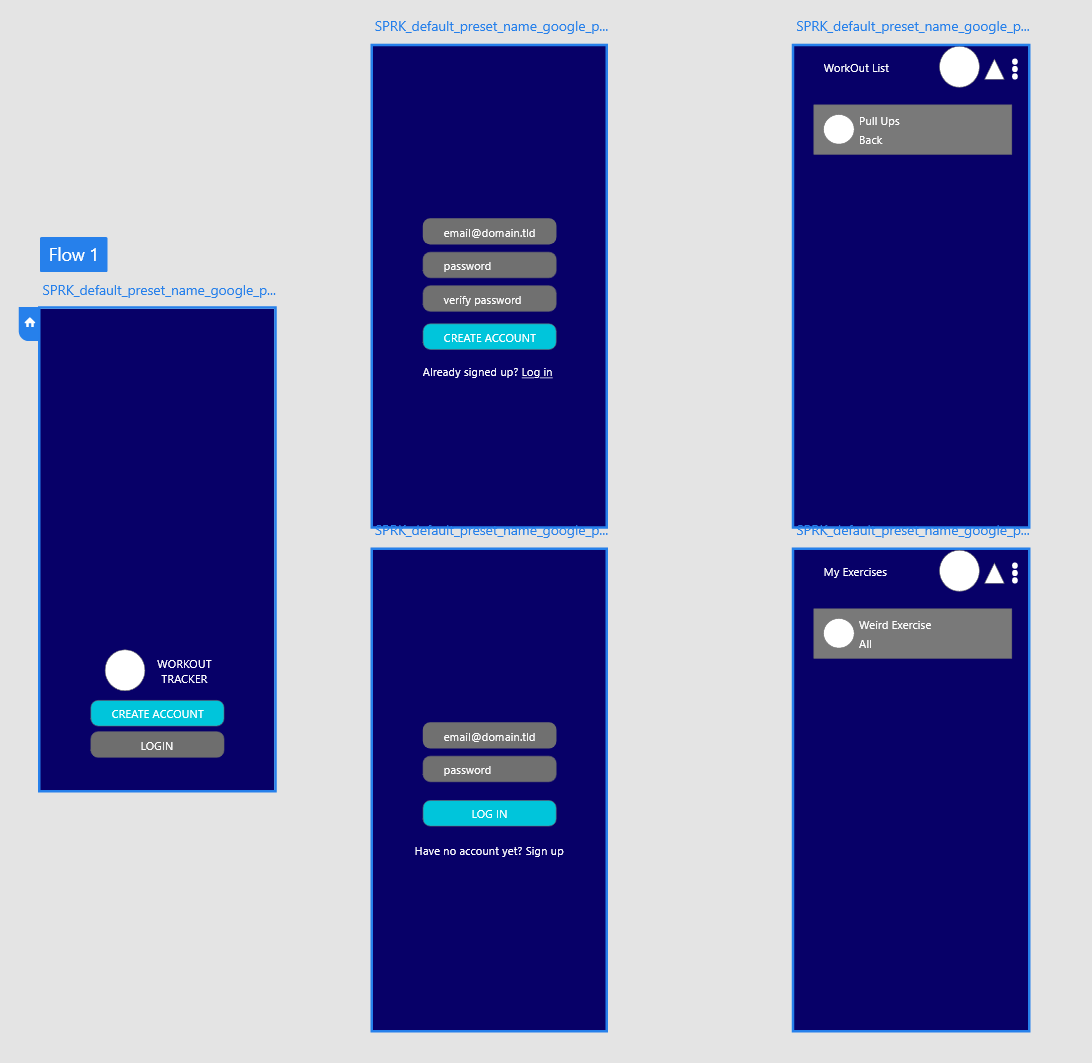 SPRK_default_preset_name_google_p...
SPRK_default_preset_name_google_p...
WorkOut List
Pull Ups
Back
email@domain.tld
password
verify password
CREATE ACCOUNT
Already signed up? Log in
Flow 1
SPRK_default_preset_name_google_p...
WORKOUT
TRACKER
CREATE ACCOUNT
LOGIN
SPRK_default_preset_name_google_p...
SPRK_default_preset_name_google_p...
My Exercises
Weird Exercise
All
email@domain.tld
password
LOG IN
Have no account yet? Sign up